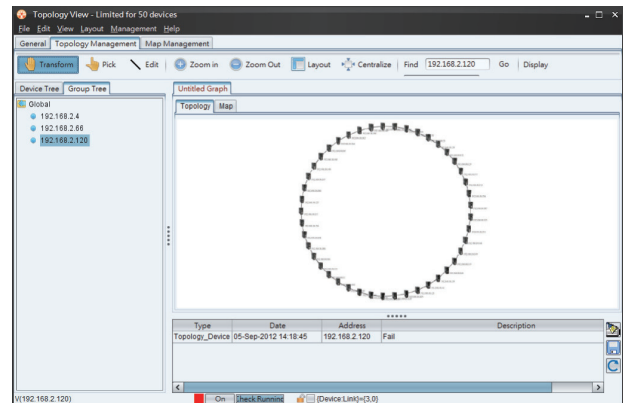 Topology View - Limited for 50 devices
File Edit View Layout Management Help
General Topology Management Map Management
Transform Pick Edit Zoom in Zoom Out Layout Centralize Find 192.168.2.120 Go Display
Device Tree Group Tree
Untitled Graph
Global
192.168.2.4
192.168.2.66
192.168.2.120
Topology Map
Type Date Address Description
Topology_Device 05-Sep-2012 14:18:45 192.168.2.120 Fail
V(192.168.2.120) On Check Running {Device:Link}={3,0}